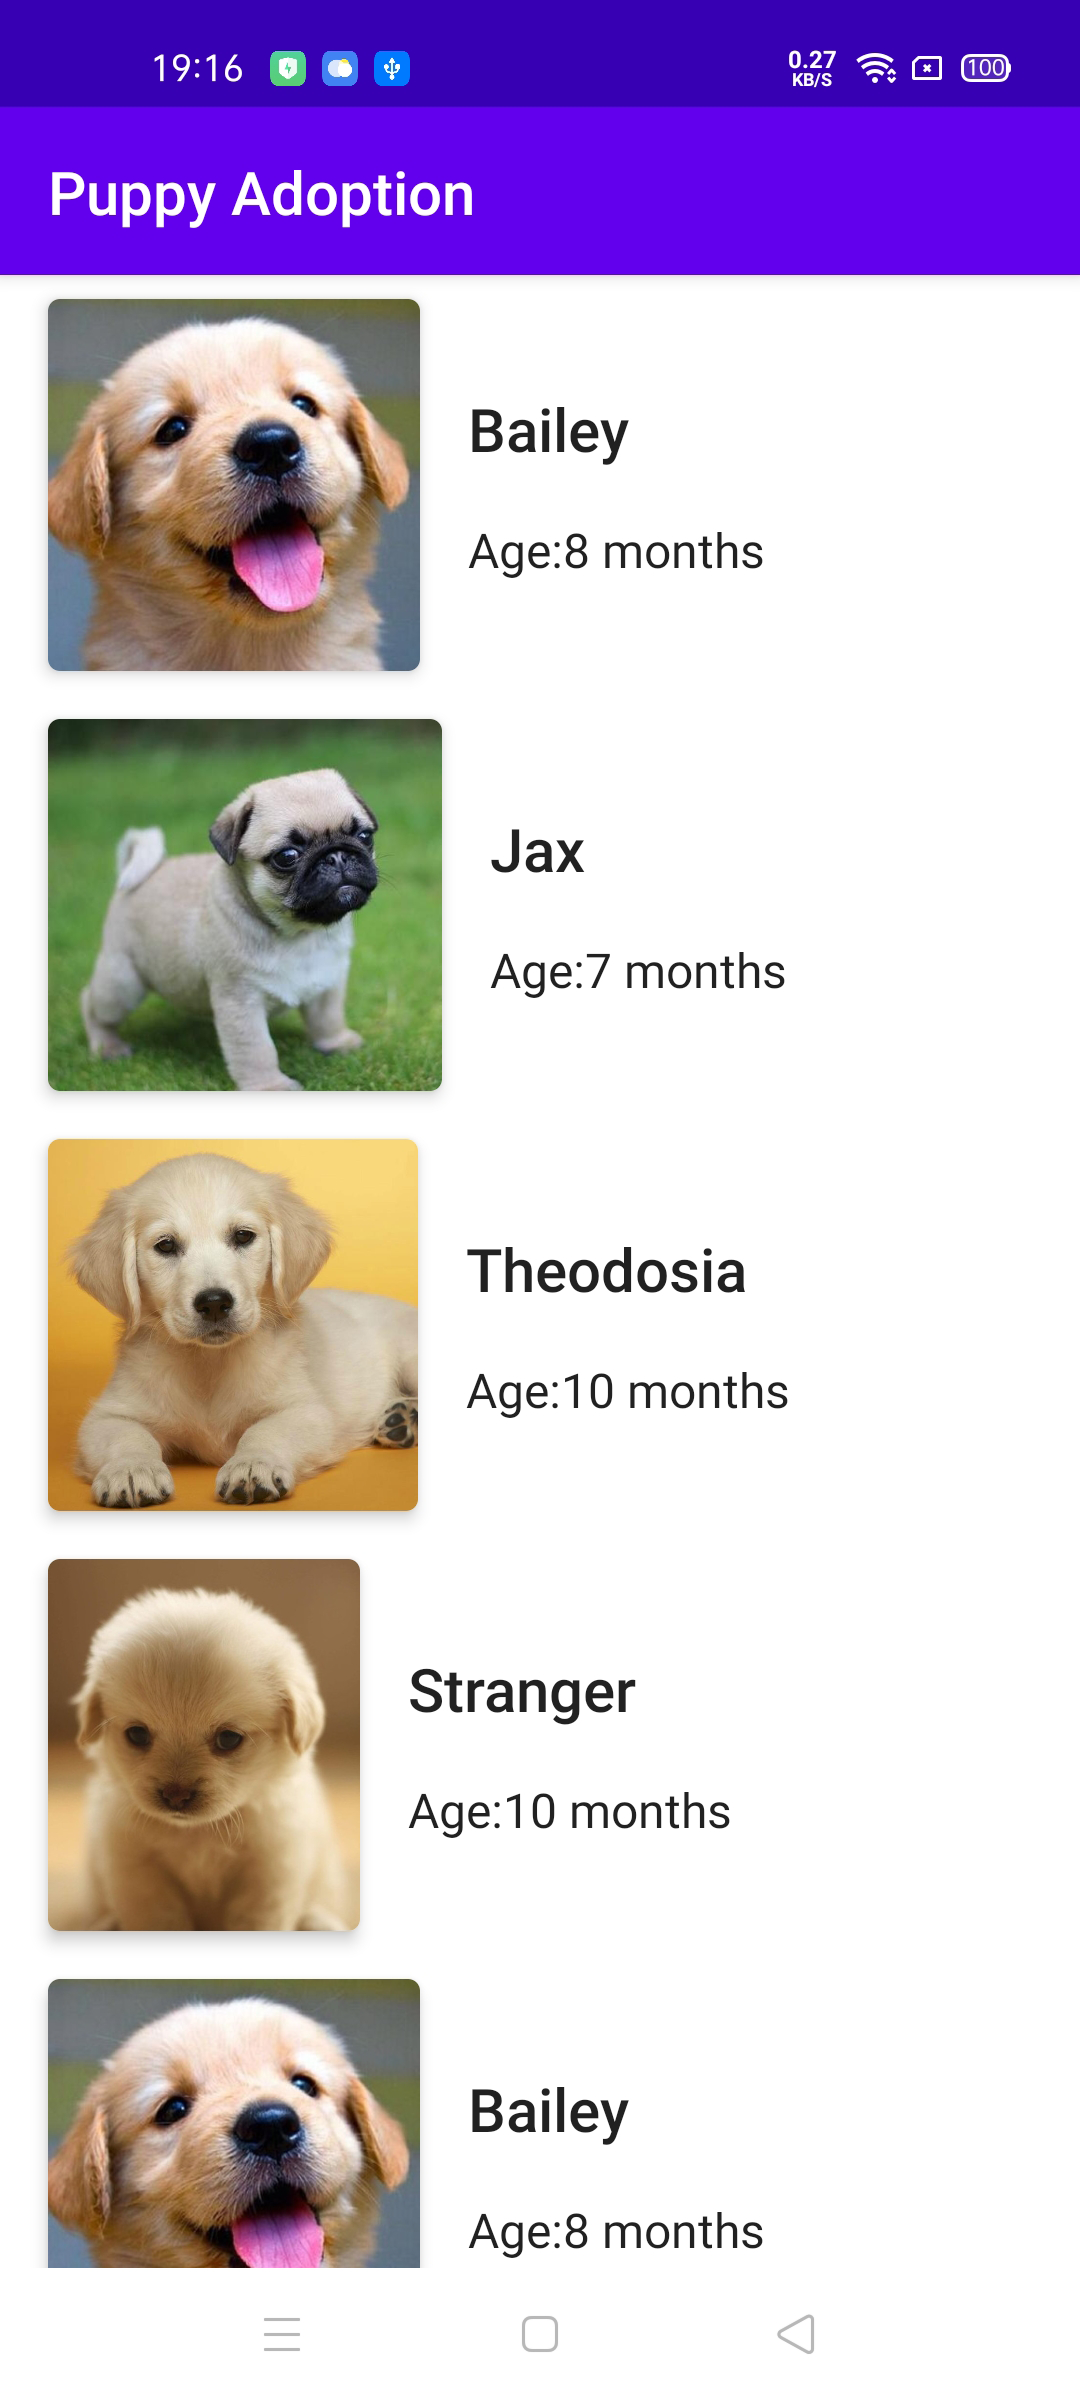 19:16
0.27
KB/S
100
Puppy Adoption
Bailey
Age:8 months
Jax
Age:7 months
Theodosia
Age:10 months
Stranger
Age:10 months
Bailey
Age:8 months